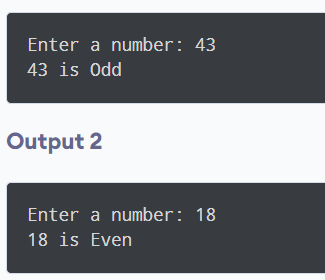 Enter a number: 43
43 is Odd
Output 2
Enter a number: 18
18 is Even